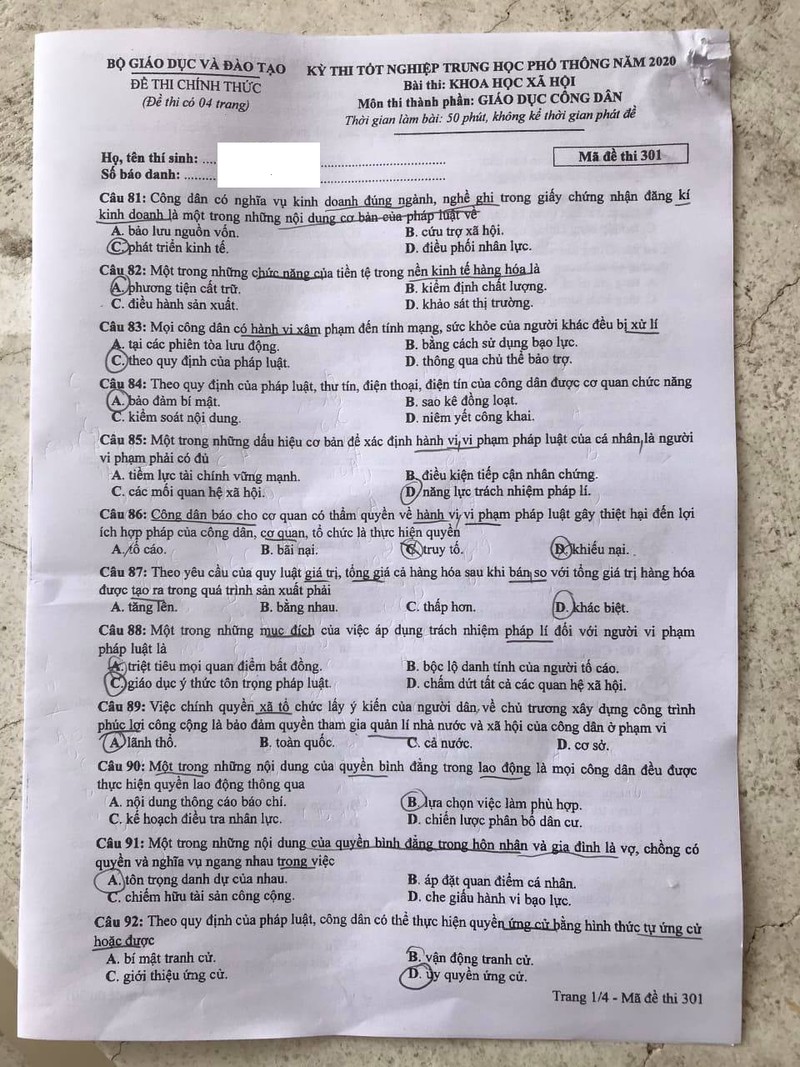 BỘ GIÁO DỤC VÀ ĐÀO TẠO
ĐỀ THI CHÍNH THỨC
(Đề thi có 04 trang)
KỲ THI TỐT NGHIỆP TRUNG HỌC PHỔ THÔNG NĂM 2020
Bài thi: KHOA HỌC XÃ HỘI
Môn thi thành phần: GIÁO DỤC CÔNG DÂN
Thời gian làm bài: 50 phút, không kể thời gian phát đề
Họ, tên thí sinh: ....
Số báo danh: .........
Mã đề thi 301
Câu 81: Công dân có nghĩa vụ kinh doanh đúng ngành, nghề ghi trong giấy chứng nhận đăng kí
kinh doanh là một trong những nội dung cơ bản của pháp luật về
A. bảo lưu nguồn vốn. B. cứu trợ xã hội.
C. phát triển kinh tế. D. điều phối nhân lực.
Câu 82: Một trong những chức năng của tiền tệ trong nền kinh tế hàng hóa là
A. phương tiện cất trữ. B. kiểm định chất lượng.
C. điều hành sản xuất. D. khảo sát thị trường.
Câu 83: Mọi công dân có hành vi xâm phạm đến tính mạng, sức khỏe của người khác đều bị xử lí
A. tại các phiên tòa lưu động. B. bằng cách sử dụng bạo lực.
C. theo quy định của pháp luật. D. thông qua chủ thể bảo trợ.
Câu 84: Theo quy định của pháp luật, thư tín, điện thoại, điện tín của công dân được cơ quan chức năng
A. bảo đảm bí mật. B. sao kê đồng loạt.
C. kiểm soát nội dung. D. niêm yết công khai.
Câu 85: Một trong những dấu hiệu cơ bản để xác định hành vi vi phạm pháp luật của cá nhân là người
vi phạm phải có đủ
A. tiềm lực tài chính vững mạnh. B. điều kiện tiếp cận nhân chứng.
C. các mối quan hệ xã hội. D. năng lực trách nhiệm pháp lí.
Câu 86: Công dân báo cho cơ quan có thẩm quyền về hành vi vi phạm pháp luật gây thiệt hại đến lợi
ích hợp pháp của công dân, cơ quan, tổ chức là thực hiện quyền
A. tố cáo. B. bãi nại. C. truy tố. D. khiếu nại.
Câu 87: Theo yêu cầu của quy luật giá trị, tổng giá cả hàng hóa sau khi bán so với tổng giá trị hàng hóa
được tạo ra trong quá trình sản xuất phải
A. tăng lên. B. bằng nhau. C. thấp hơn. D. khác biệt.
Câu 88: Một trong những mục đích của việc áp dụng trách nhiệm pháp lí đối với người vi phạm
pháp luật là
A. triệt tiêu mọi quan điểm bất đồng. B. bộc lộ danh tính của người tố cáo.
C. giáo dục ý thức tôn trọng pháp luật. D. chấm dứt tất cả các quan hệ xã hội.
Câu 89: Việc chính quyền xã tổ chức lấy ý kiến của người dân về chủ trương xây dựng công trình
phúc lợi công cộng là bảo đảm quyền tham gia quản lí nhà nước và xã hội của công dân ở phạm vi
A. lãnh thổ. B. toàn quốc. C. cả nước. D. cơ sở.
Câu 90: Một trong những nội dung của quyền bình đẳng trong lao động là mọi công dân đều được
thực hiện quyền lao động thông qua
A. nội dung thông cáo báo chí. B. lựa chọn việc làm phù hợp.
C. kế hoạch điều tra nhân lực. D. chiến lược phân bố dân cư.
Câu 91: Một trong những nội dung của quyền bình đẳng trong hôn nhân và gia đình là vợ, chồng có
quyền và nghĩa vụ ngang nhau trong việc
A. tôn trọng danh dự của nhau. B. áp đặt quan điểm cá nhân.
C. chiếm hữu tài sản công cộng. D. che giấu hành vi bạo lực.
Câu 92: Theo quy định của pháp luật, công dân có thể thực hiện quyền ứng cử bằng hình thức tự ứng cử
hoặc được
A. bí mật tranh cử. B. vận động tranh cử.
C. giới thiệu ứng cử. D. ủy quyền ứng cử.
Trang 1/4 - Mã đề thi 301